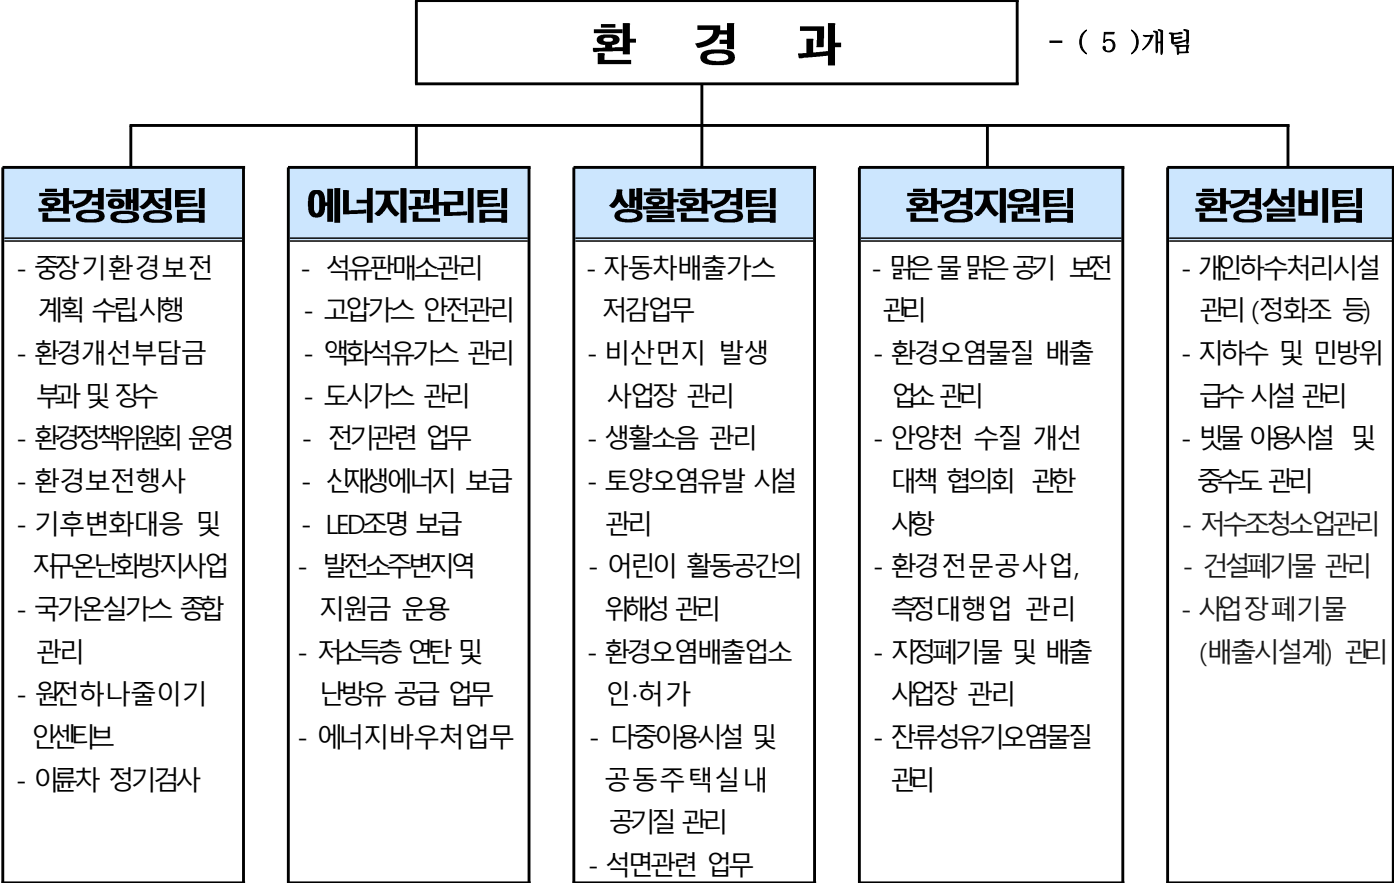 환 경 과
- ( 5 )개팀
환경행정팀
- 중장기환경보전
계획 수립.시행
- 환경개선부담금
부과 및 징수
- 환경정책위원회 운영
- 환경보전행사
- 기후변화대응 및
지구온난화방지사업
- 국가온실가스 종합
관리
- 원전하나줄이기
인센티브
- 이륜차 정기검사
에너지관리팀
- 석유판매소관리
- 고압가스 안전관리
- 액화석유가스 관리
- 도시가스 관리
- 전기관련 업무
- 신재생에너지 보급
- LED조명 보급
- 발전소주변지역
지원금 운용
- 저소득층 연탄 및
난방유 공급 업무
- 에너지바우처업무
생활환경팀
- 자동차배출가스
저감업무
- 비산먼지 발생
사업장 관리
- 생활소음 관리
- 토양오염유발 시설
관리
- 어린이 활동공간의
위해성 관리
- 환경오염배출업소
인·허가
- 다중이용시설 및
공동주택실내
공기질 관리
- 석면관련 업무
환경지원팀
- 맑은 물 맑은 공기 보전
관리
- 환경오염물질 배출
업소 관리
- 안양천 수질 개선
대책 협의회 관한
사항
- 환경전문공사업,
측정대행업 관리
- 지정폐기물 및 배출
사업장 관리
- 잔류성유기오염물질
관리
환경설비팀
- 개인하수처리시설
관리 (정화조 등)
- 지하수 및 민방위
급수 시설 관리
- 빗물 이용시설 및
중수도 관리
- 저수조청소업관리
- 건설폐기물 관리
- 사업장폐기물
(배출시설계) 관리